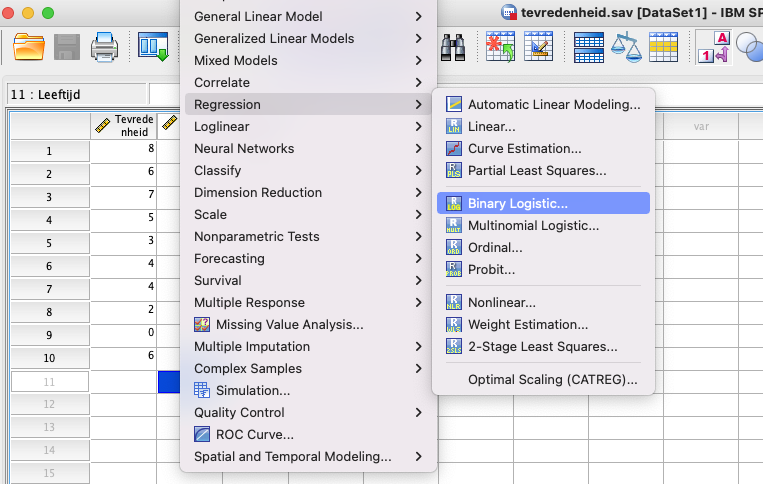 tevredenheid.sav [DataSet1] - IBM SP
General Linear Model
Generalized Linear Models
Mixed Models
Correlate
Regression
Loglinear
Neural Networks
Classify
Dimension Reduction
Scale
Nonparametric Tests
Forecasting
Survival
Multiple Response
Missing Value Analysis...
Multiple Imputation
Complex Samples
Simulation...
Quality Control
ROC Curve...
Spatial and Temporal Modeling...
Automatic Linear Modeling...
Linear...
Curve Estimation...
Partial Least Squares...
Binary Logistic...
Multinomial Logistic...
Ordinal...
Probit...
Nonlinear...
Weight Estimation...
2-Stage Least Squares...
Optimal Scaling (CATREG)...
1 A
11 : Leeftijd
Tevrede
nheid
var
1 8
2 6
3 7
4 5
5 3
6 4
7 4
8 2
9 0
10 6
11
12
13
14
15